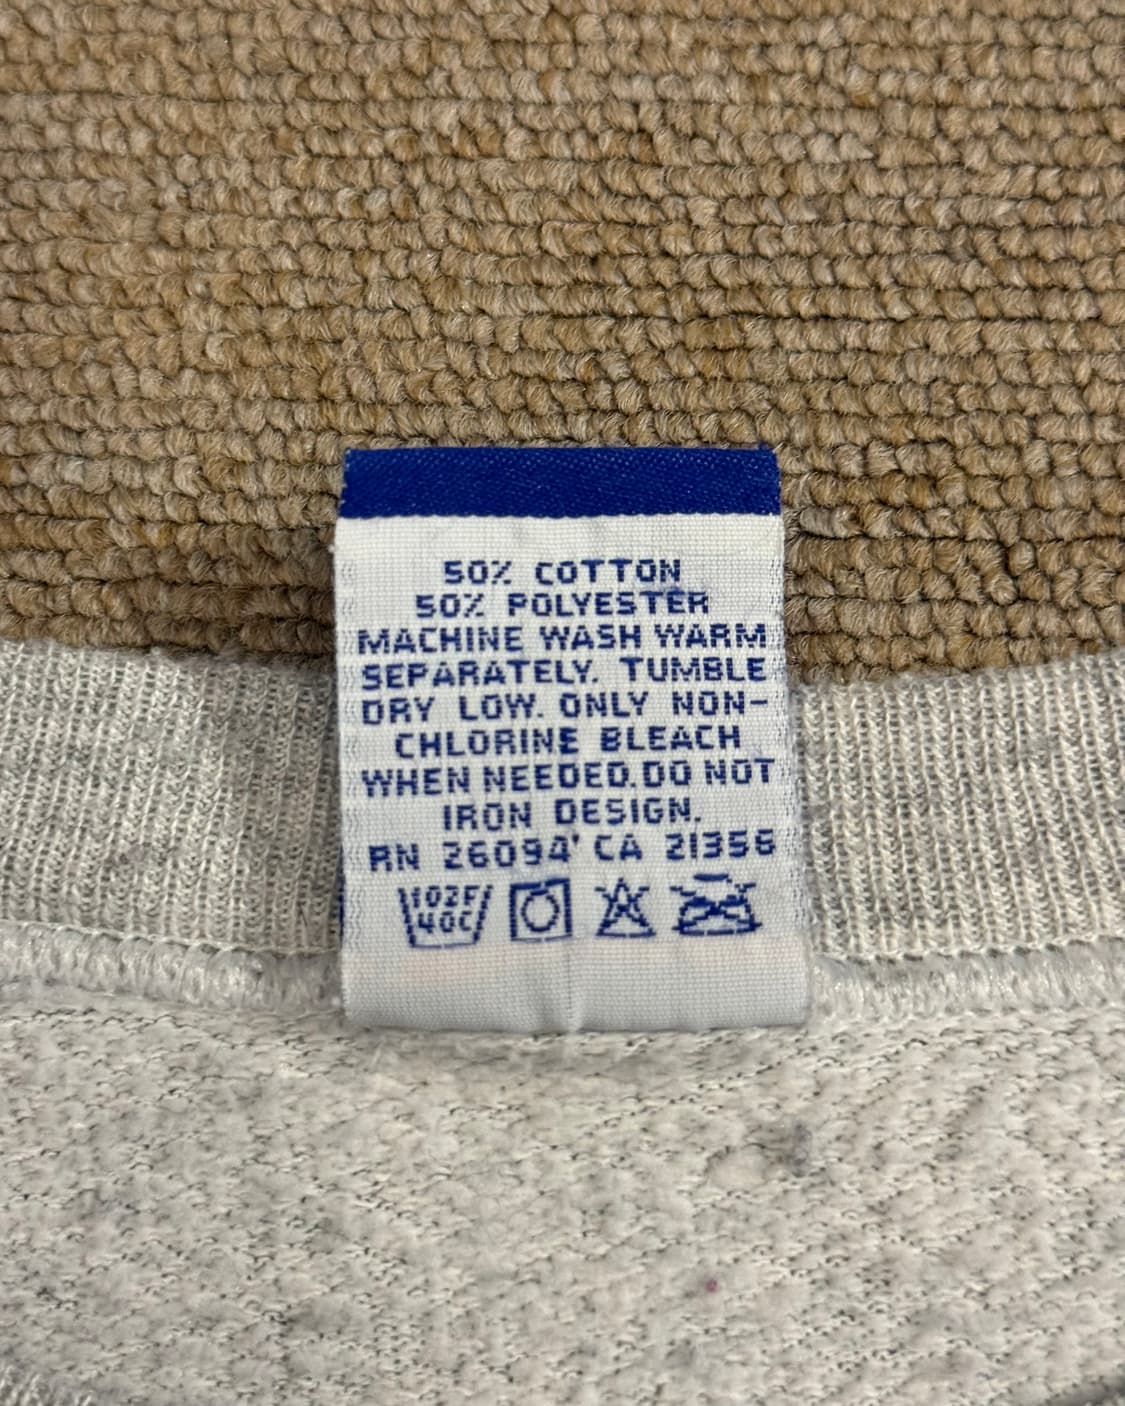 50% COTTON
50% POLYESTER
MACHINE WASH WARM
SEPARATELY. TUMBLE
DRY LOW. ONLY NON-
CHLORINE BLEACH
WHEN NEEDED.DO NOT
IRON DESIGN.
RN 26094' CA 21356
102F
40C